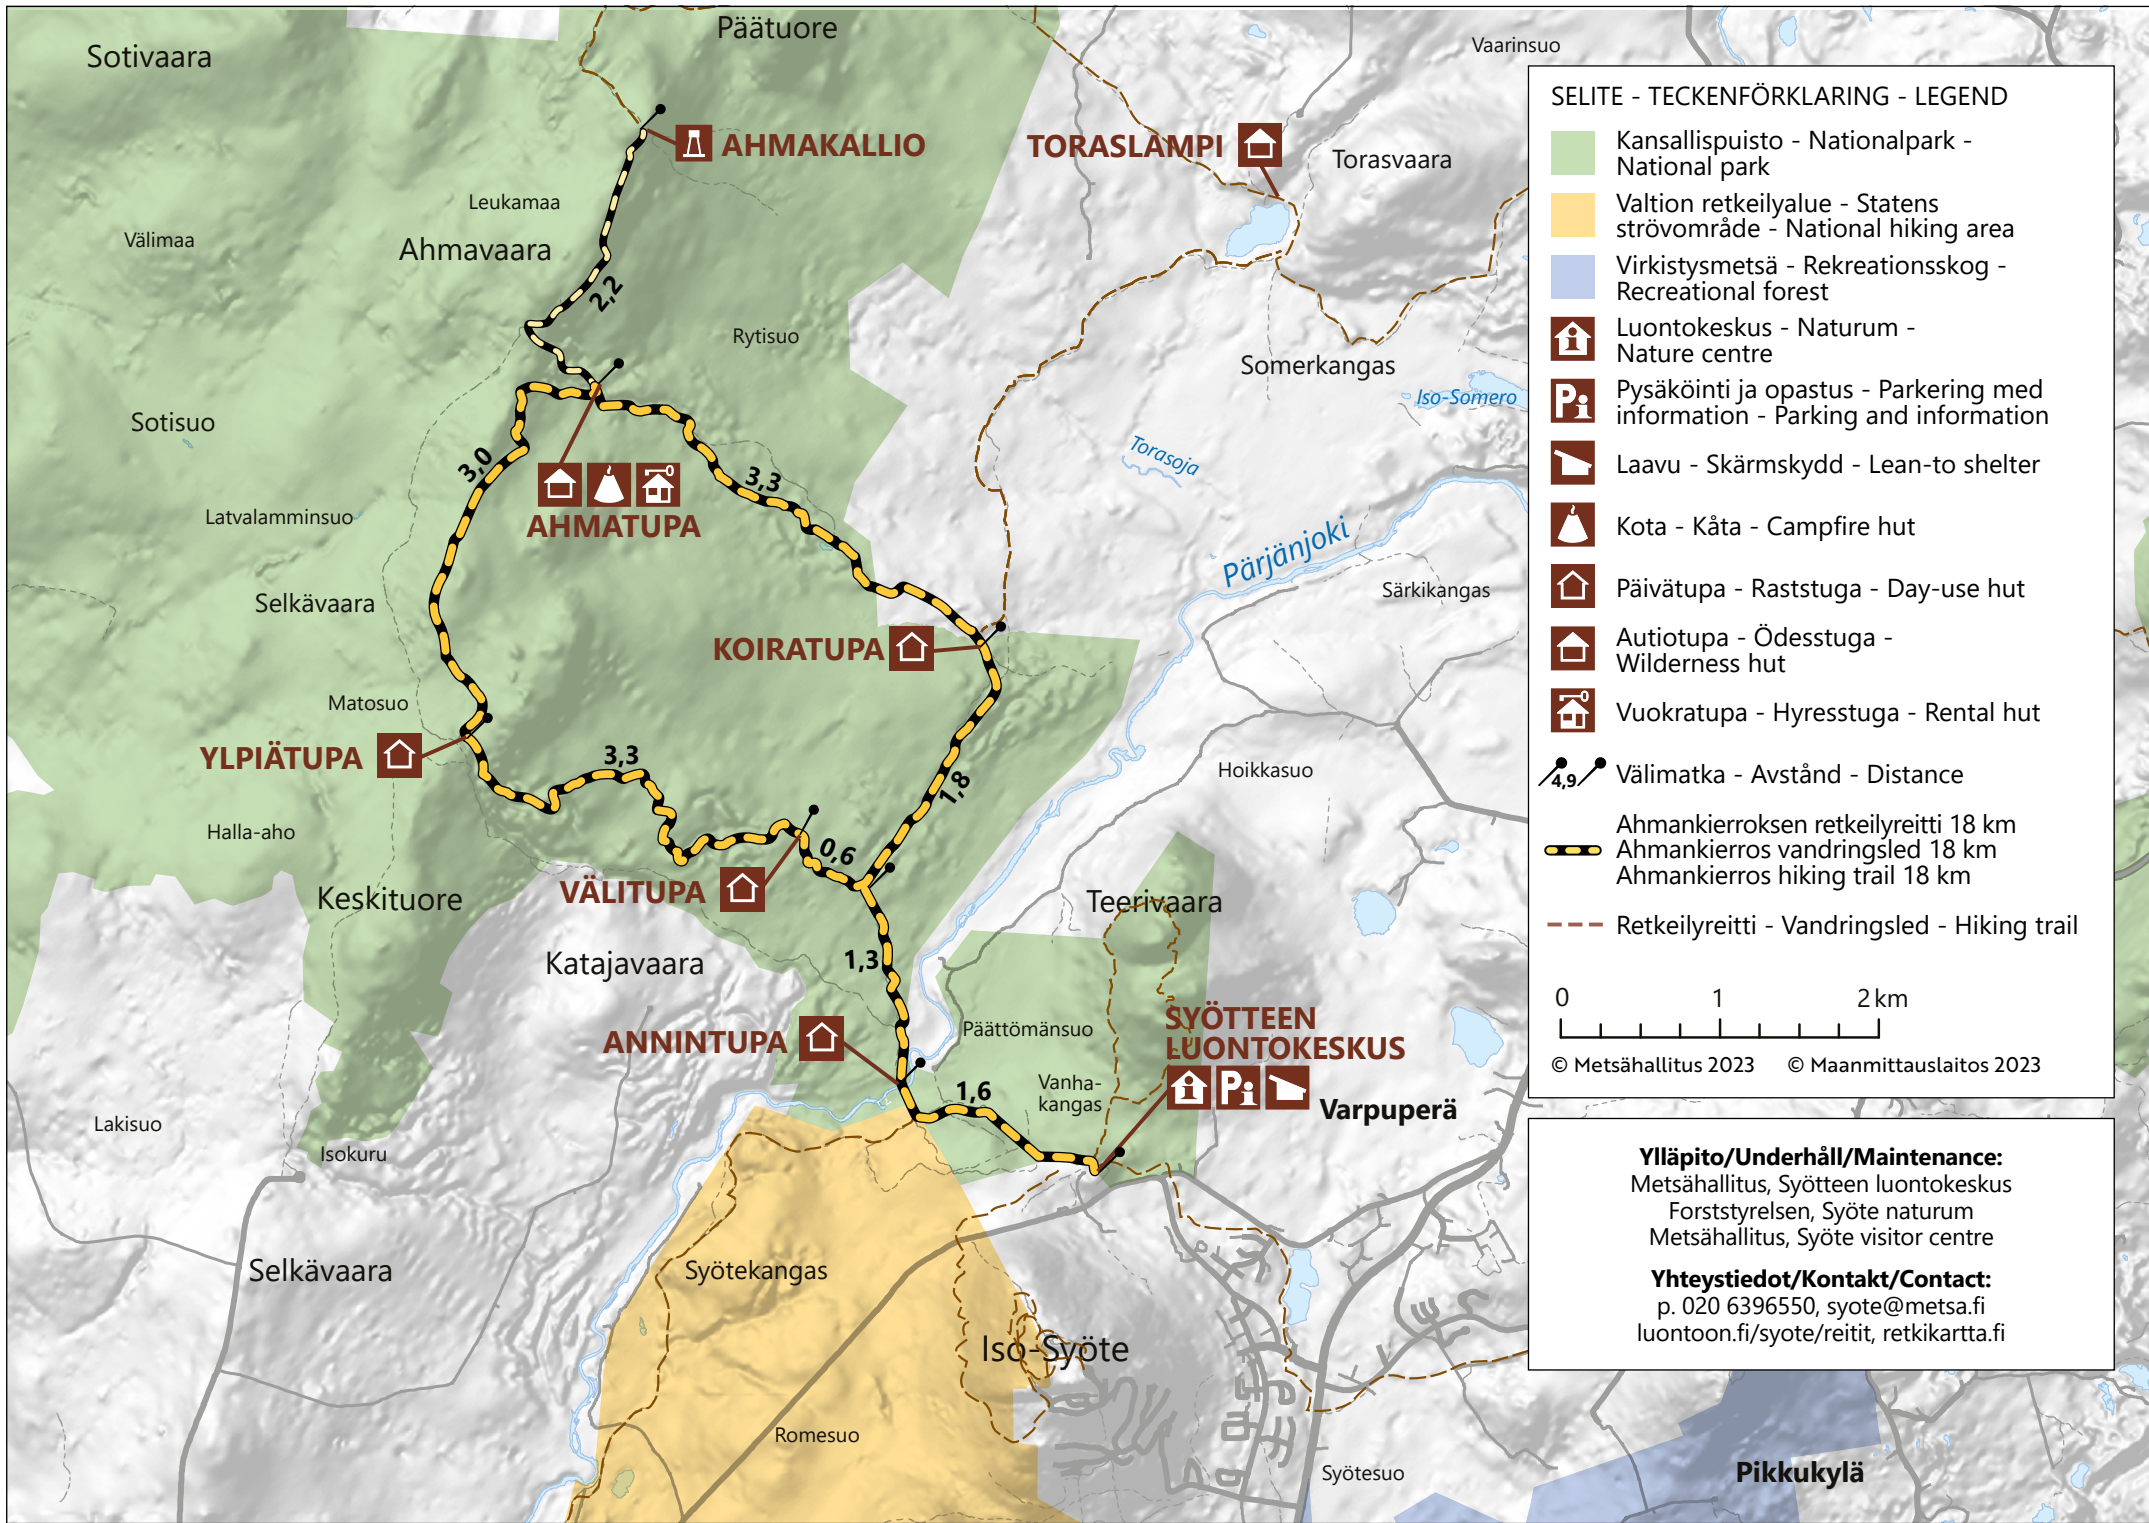 Päätuore
Sotivaara
Vaarinsuo
AHMAKALLIO
TORASLAMPI
Torasvaara
Leukamaa
Välimaa
Ahmavaara
2,2
Rytisuo
Somerkangas
Iso-Somero
Sotisuo
Torasoja
3,0
3,3
AHMATUPA
Latvalamminsuo
Pärjänjoki
Selkävaara
Särkikangas
KOIRATUPA
Matosuo
YLPIÄTUPA
3,3
1,8
Hoikkasuo
Halla-aho
0,6
VÄLITUPA
Keskituore
Teerivaara
Katajavaara
1,3
Päättömänsuo
SYÖTTEEN
LUONTOKESKUS
ANNINTUPA
1,6
Vanha-
kangas
Varpuperä
Lakisuo
Isokuru
Selkävaara
Syötekangas
Iso-Syöte
Romesuo
Syötesuo
Pikkukylä
SELITE - TECKENFÖRKLARING - LEGEND
Kansallispuisto - Nationalpark -
National park
Valtion retkeilyalue - Statens
strövområde - National hiking area
Virkistysmetsä - Rekreationsskog -
Recreational forest
Luontokeskus - Naturum -
Nature centre
Pysäköinti ja opastus - Parkering med
information - Parking and information
Laavu - Skärmskydd - Lean-to shelter
Kota - Kåta - Campfire hut
Päivätupa - Raststuga - Day-use hut
Autiotupa - Ödesstuga -
Wilderness hut
Vuokratupa - Hyresstuga - Rental hut
4,9 Välimatka - Avstånd - Distance
Ahmankierroksen retkeilyreitti 18 km
Ahmankierros vandringsled 18 km
Ahmankierros hiking trail 18 km
Retkeilyreitti - Vandringsled - Hiking trail
0 1 2 km
© Metsähallitus 2023 © Maanmittauslaitos 2023
Ylläpito/Underhåll/Maintenance:
Metsähallitus, Syötteen luontokeskus
Forststyrelsen, Syöte naturum
Metsähallitus, Syöte visitor centre
Yhteystiedot/Kontakt/Contact:
p. 020 6396550, syote@metsa.fi
luontoon.fi/syote/reitit, retkikartta.fi